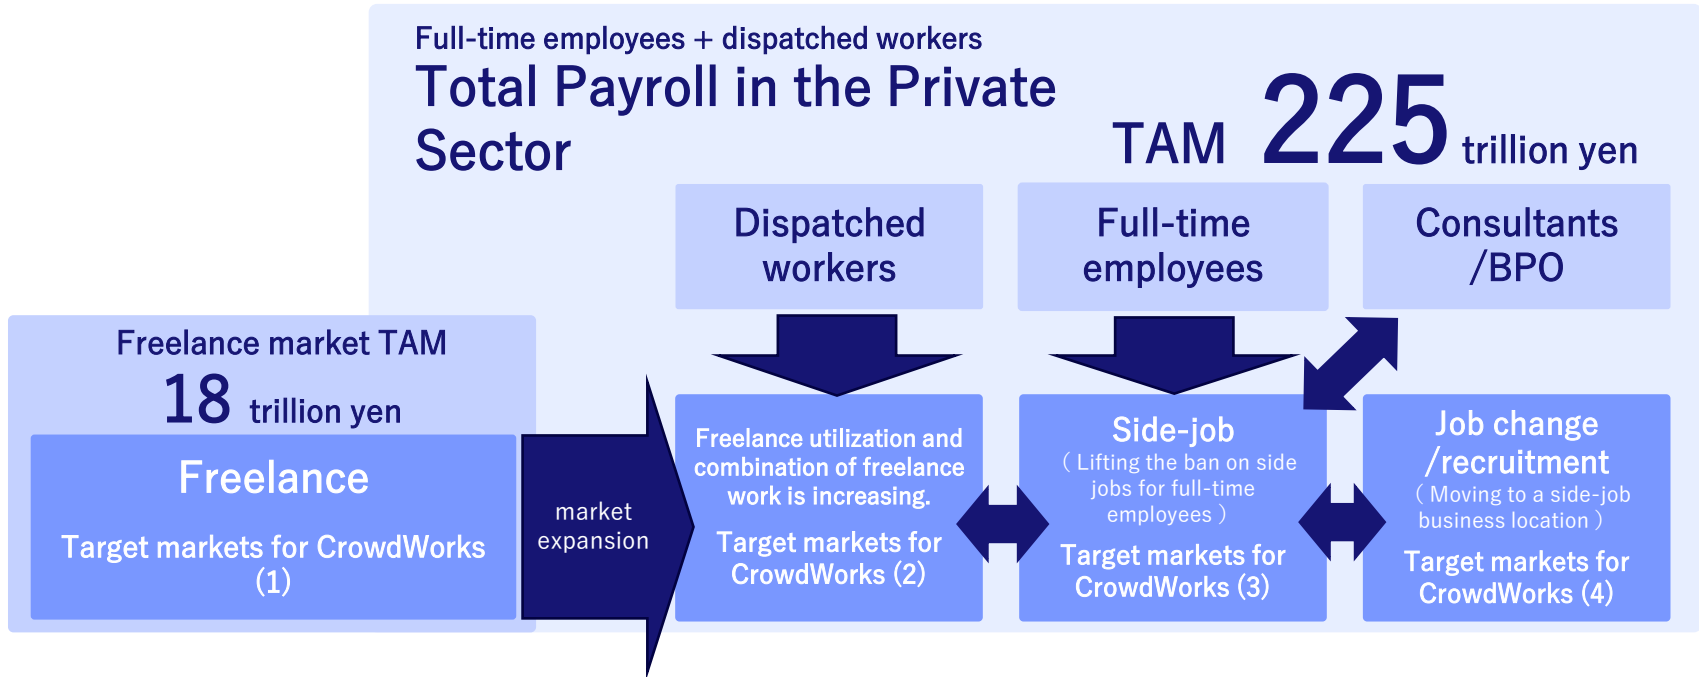 Full-time employees + dispatched workers
Total Payroll in the Private
Sector
TAM 225 trillion yen
Dispatched
workers
Full-time
employees
Consultants
/BPO
Freelance market TAM
18 trillion yen
Freelance
Target markets for CrowdWorks
(1)
market
expansion
Freelance utilization and
combination of freelance
work is increasing.
Target markets for
CrowdWorks (2)
Side-job
( Lifting the ban on side
jobs for full-time
employees )
Target markets for
CrowdWorks (3)
Job change
/recruitment
( Moving to a side-job
business location )
Target markets for
CrowdWorks (4)